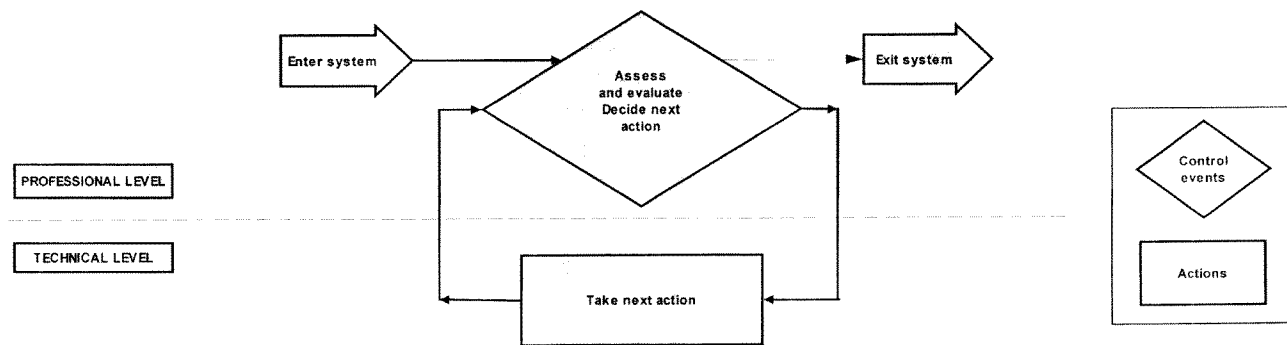 Enter system
Assess
and evaluate
Decide next
action
Exit system
Control
events
PROFESSIONAL LEVEL
TECHNICAL LEVEL
Take next action
Actions